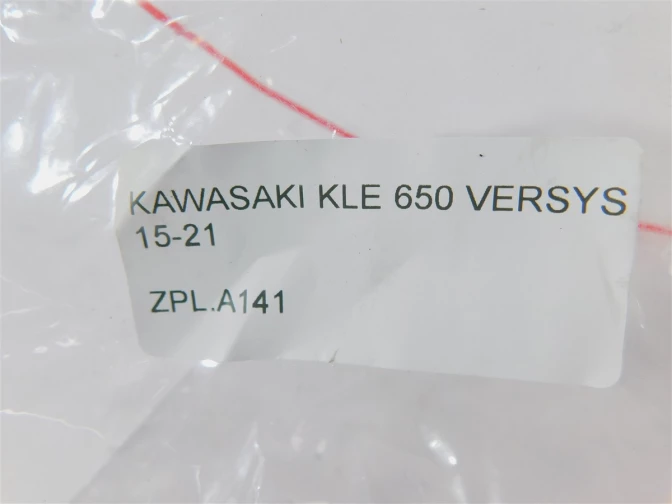 KAWASAKI KLE 650 VERSYS
15-21
ZPL.A141